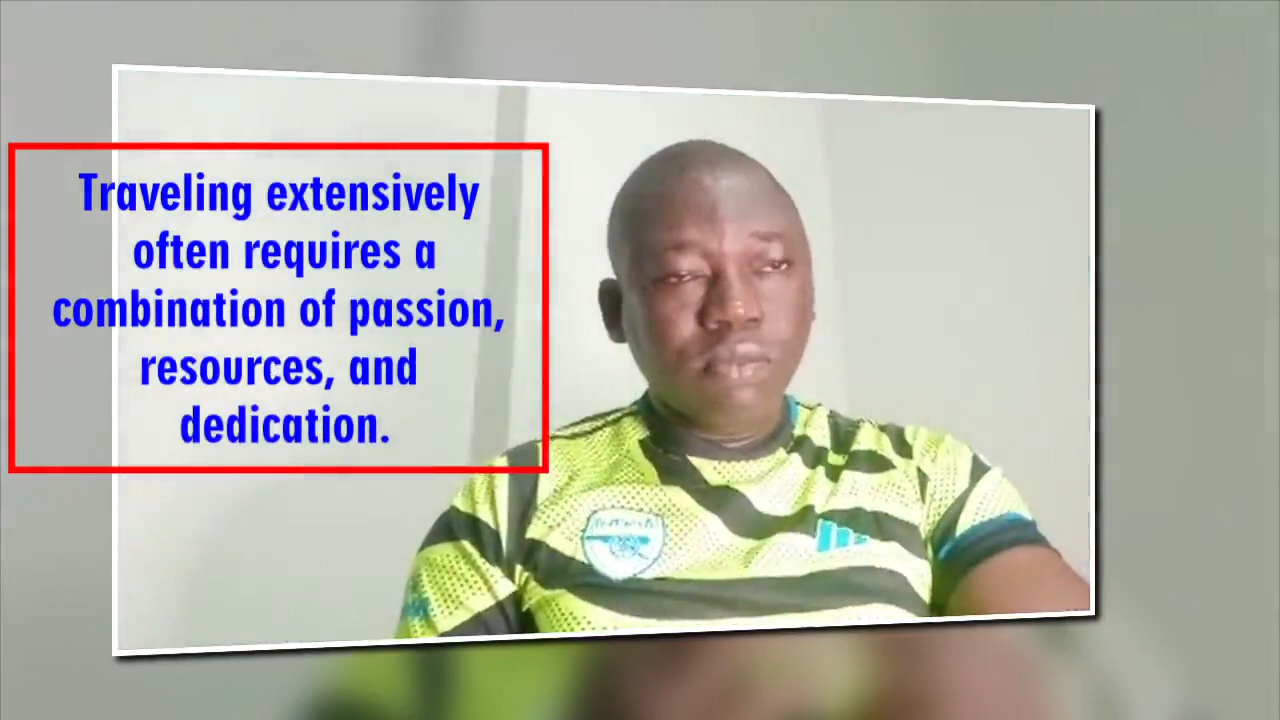 Traveling extensively
often requires a
combination of passion,
resources, and
dedication.